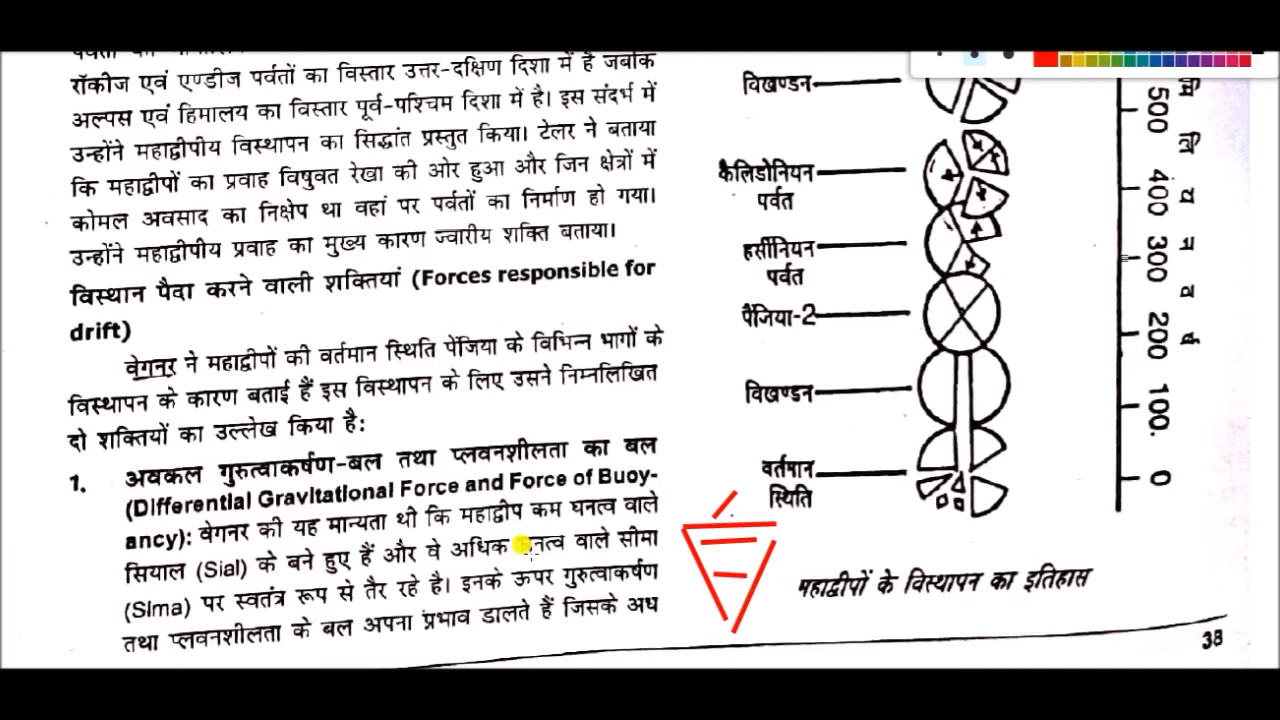 रॉकीज एवं एण्डीज पर्वतों का विस्तार उत्तर-दक्षिण दिशा में है जबकि
अल्पस एवं हिमालय का विस्तार पूर्व-पश्चिम दिशा में है। इस संदर्भ में
उन्होंने महाद्वीपीय विस्थापन का सिद्धांत प्रस्तुत किया। टेलर ने बताया
कि महाद्वीपों का प्रवाह विषुवत रेखा की ओर हुआ और जिन क्षेत्रों में
कोमल अवसाद का निक्षेप था वहां पर पर्वतों का निर्माण हो गया।
उन्होंने महाद्वीपीय प्रवाह का मुख्य कारण ज्वारीय शक्ति बताया।
विस्थान पैदा करने वाली शक्तियां (Forces responsible for
drift)
वेगनर ने महाद्वीपों की वर्तमान स्थिति पेंजिया के विभिन्न भागों के
विस्थापन के कारण बताई हैं इस विस्थापन के लिए उसने निम्नलिखित
दो शक्तियों का उल्लेख किया है:
1. अवकल गुरुत्वाकर्षण-बल तथा प्लवनशीलता का बल
(Differential Gravitational Force and Force of Buoy-
ancy): वेगनर की यह मान्यता थी कि महाद्वीप कम घनत्व वाले
सियाल (Sial) के बने हुए हैं और वे अधिक घनत्व वाले सीमा
(Sima) पर स्वतंत्र रूप से तैर रहे है। इनके ऊपर गुरुत्वाकर्षण
तथा प्लवनशीलता के बल अपना प्रभाव डालते हैं जिसके अध
विखण्डन
कैलिडोनियन
पर्वत
हर्सीनियन
पर्वत
पैंजिया-2
विखण्डन
वर्तमान
स्थिति
500
400
300
200
100.
0
मि लि य न व र्ष
महाद्वीपों के विस्थापन का इतिहास
38